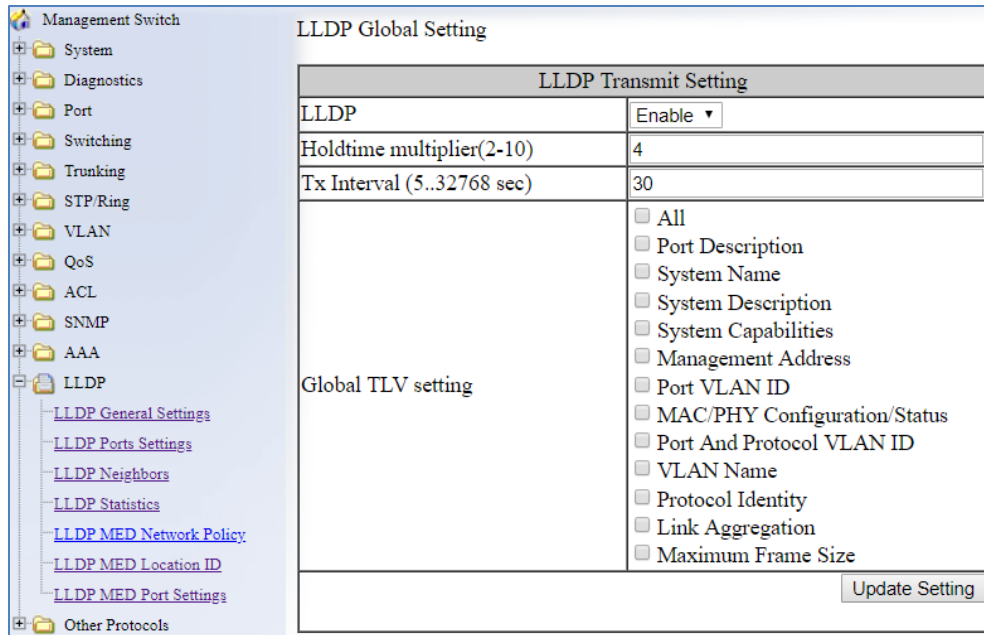 Management Switch
System
Diagnostics
Port
Switching
Trunking
STP/Ring
VLAN
QoS
ACL
SNMP
AAA
LLDP
LLDP General Settings
LLDP Ports Settings
LLDP Neighbors
LLDP Statistics
LLDP MED Network Policy
LLDP MED Location ID
LLDP MED Port Settings
Other Protocols
LLDP Global Setting
LLDP Transmit Setting
LLDP Enable
Holdtime multiplier(2-10) 4
Tx Interval (5..32768 sec) 30
Global TLV setting
All
Port Description
System Name
System Description
System Capabilities
Management Address
Port VLAN ID
MAC/PHY Configuration/Status
Port And Protocol VLAN ID
VLAN Name
Protocol Identity
Link Aggregation
Maximum Frame Size
Update Setting